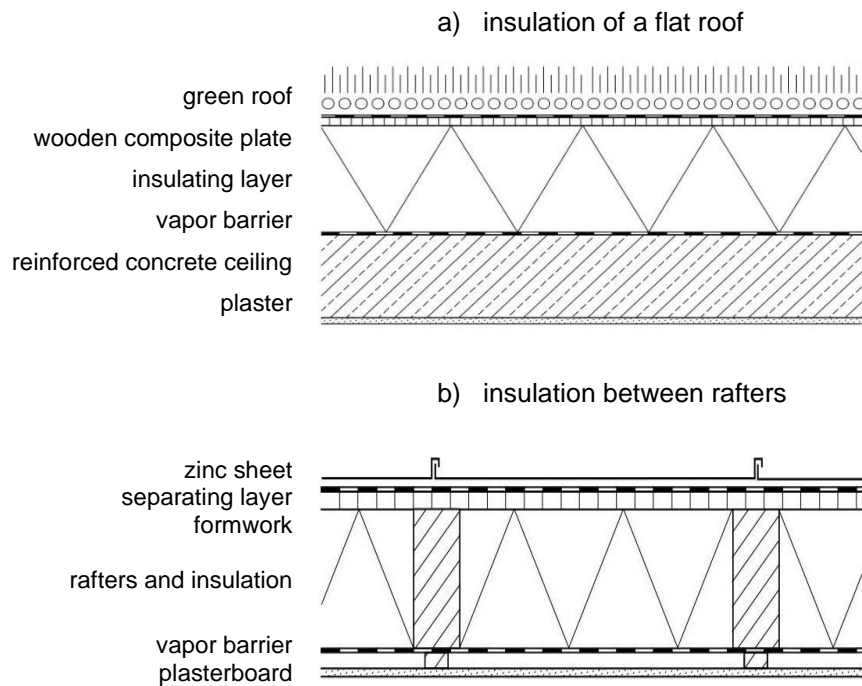 a) insulation of a flat roof
green roof
wooden composite plate
insulating layer
vapor barrier
reinforced concrete ceiling
plaster
b) insulation between rafters
zinc sheet
separating layer
formwork
rafters and insulation
vapor barrier
plasterboard